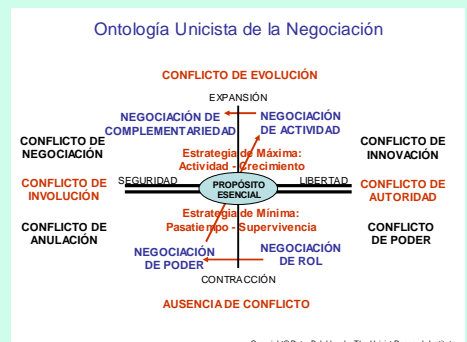 Ontología Unicista de la Negociación
CONFLICTO DE EVOLUCIÓN
EXPANSIÓN
NEGOCIACIÓN DE
COMPLEMENTARIEDAD
NEGOCIACIÓN
DE ACTIVIDAD
CONFLICTO DE
NEGOCIACIÓN
CONFLICTO DE
INNOVACIÓN
Estrategia de Máxima:
Actividad - Crecimiento
SEGURIDAD
PROPÓSITO
ESENCIAL
LIBERTAD
CONFLICTO DE
INVOLUCIÓN
CONFLICTO DE
AUTORIDAD
Estrategia de Mínima:
Pasatiempo - Supervivencia
CONFLICTO DE
ANULACIÓN
CONFLICTO
DE PODER
NEGOCIACIÓN
DE PODER
NEGOCIACIÓN
DE ROL
CONTRACCIÓN
AUSENCIA DE CONFLICTO